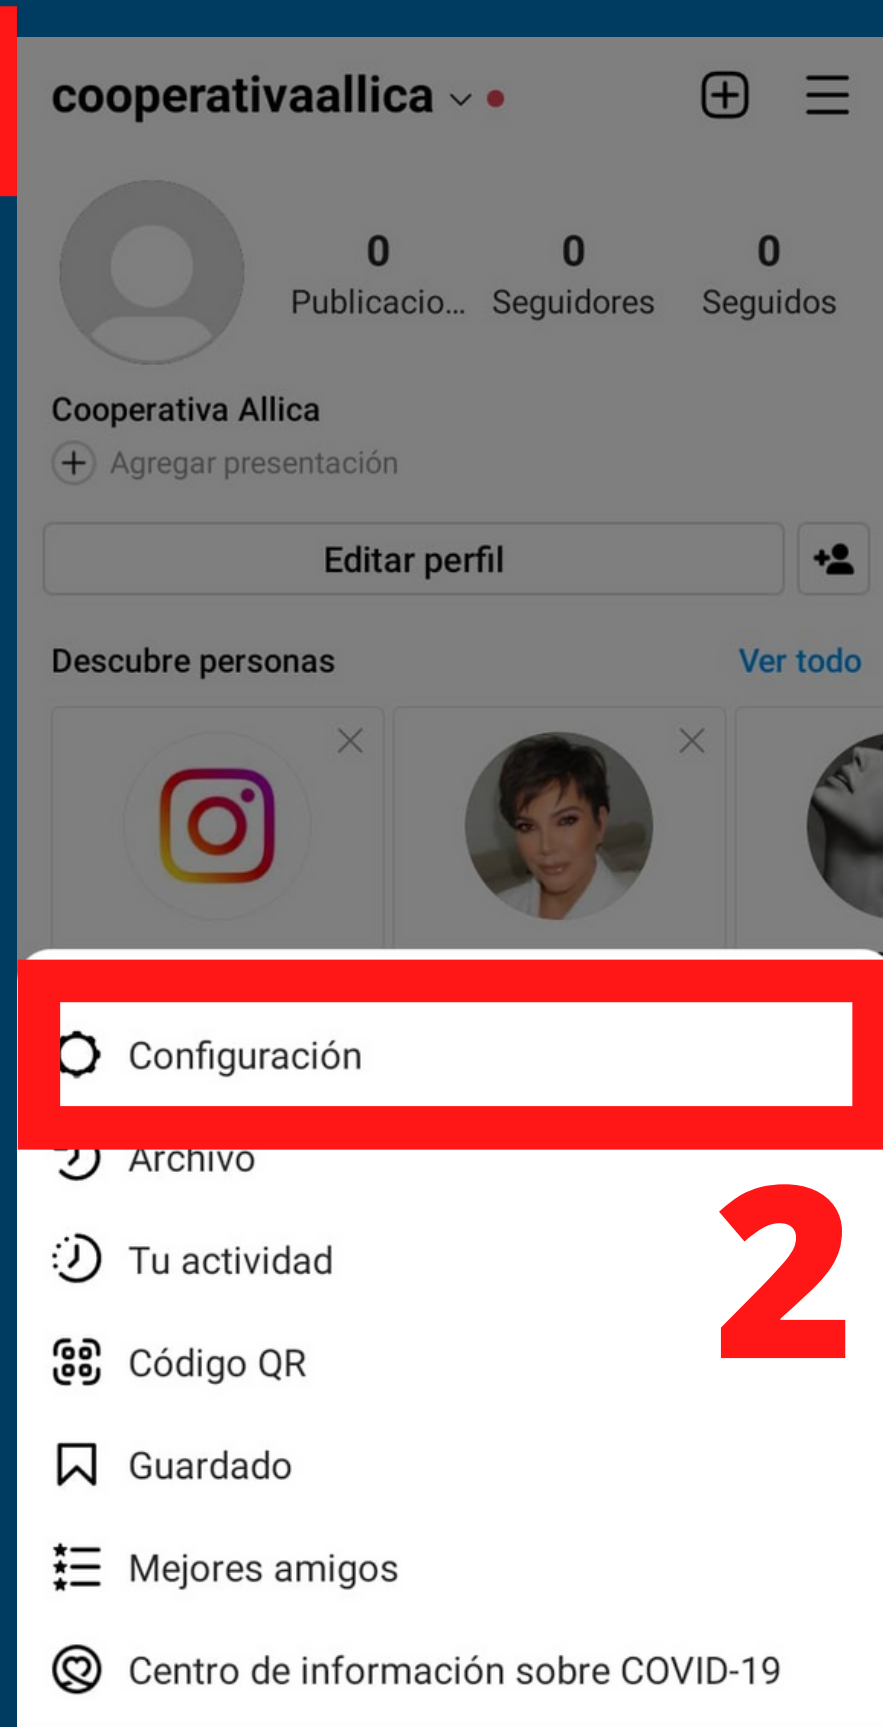 cooperativaallica
0 0 0
Publicacio... Seguidores Seguidos
Cooperativa Allica
Agregar presentación
Editar perfil
Descubre personas Ver todo
Configuración
Archivo
2
Tu actividad
Código QR
Guardado
Mejores amigos
Centro de información sobre COVID-19